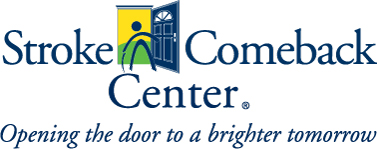 Stroke Comeback
Center®
Opening the door to a brighter tomorrow